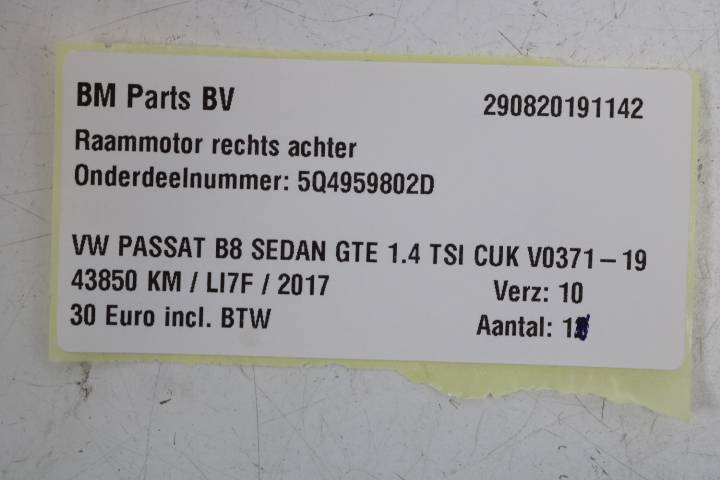 BM Parts BV 290820191142
Raammotor rechts achter
Onderdeelnummer: 5Q4959802D
VW PASSAT B8 SEDAN GTE 1.4 TSI CUK V0371-19
43850 KM / LI7F / 2017 Verz: 10
30 Euro incl. BTW Aantal: 1